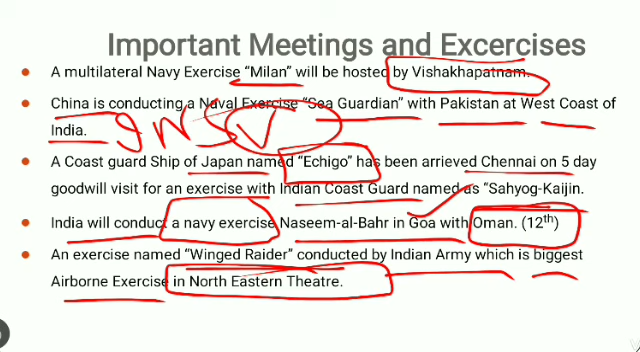 Important Meetings and Excercises
• A multilateral Navy Exercise “Milan” will be hosted by Vishakhapatnam.
• China is conducting a Naval Exercise “Sea Guardian” with Pakistan at West Coast of
India.
INSV
• A Coast guard Ship of Japan named “Echigo” has been arrieved Chennai on 5 day
goodwill visit for an exercise with Indian Coast Guard named as “Sahyog-Kaijin.
• India will conduct a navy exercise Naseem-al-Bahr in Goa with Oman. (12th)
• An exercise named “Winged Raider” conducted by Indian Army which is biggest
Airborne Exercise in North Eastern Theatre.